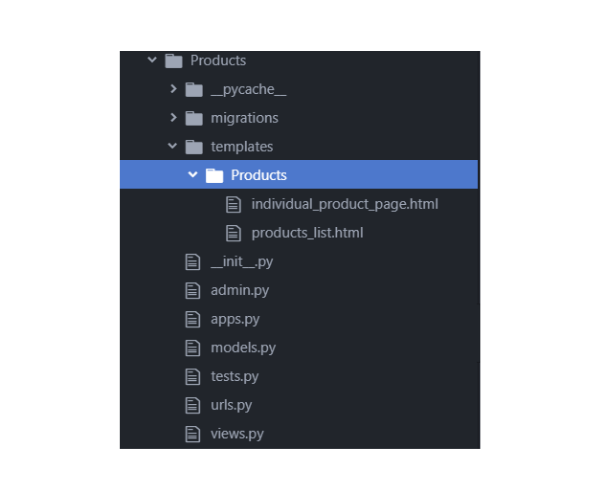 Products
__pycache__
migrations
templates
Products
individual_product_page.html
products_list.html
__init__.py
admin.py
apps.py
models.py
tests.py
urls.py
views.py